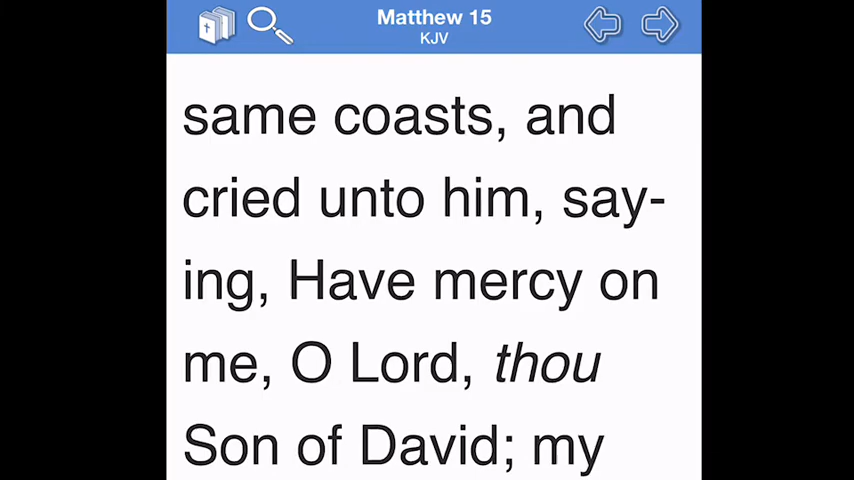 Matthew 15
KJV
same coasts, and
cried unto him, say-
ing, Have mercy on
me, O Lord, thou
Son of David; my